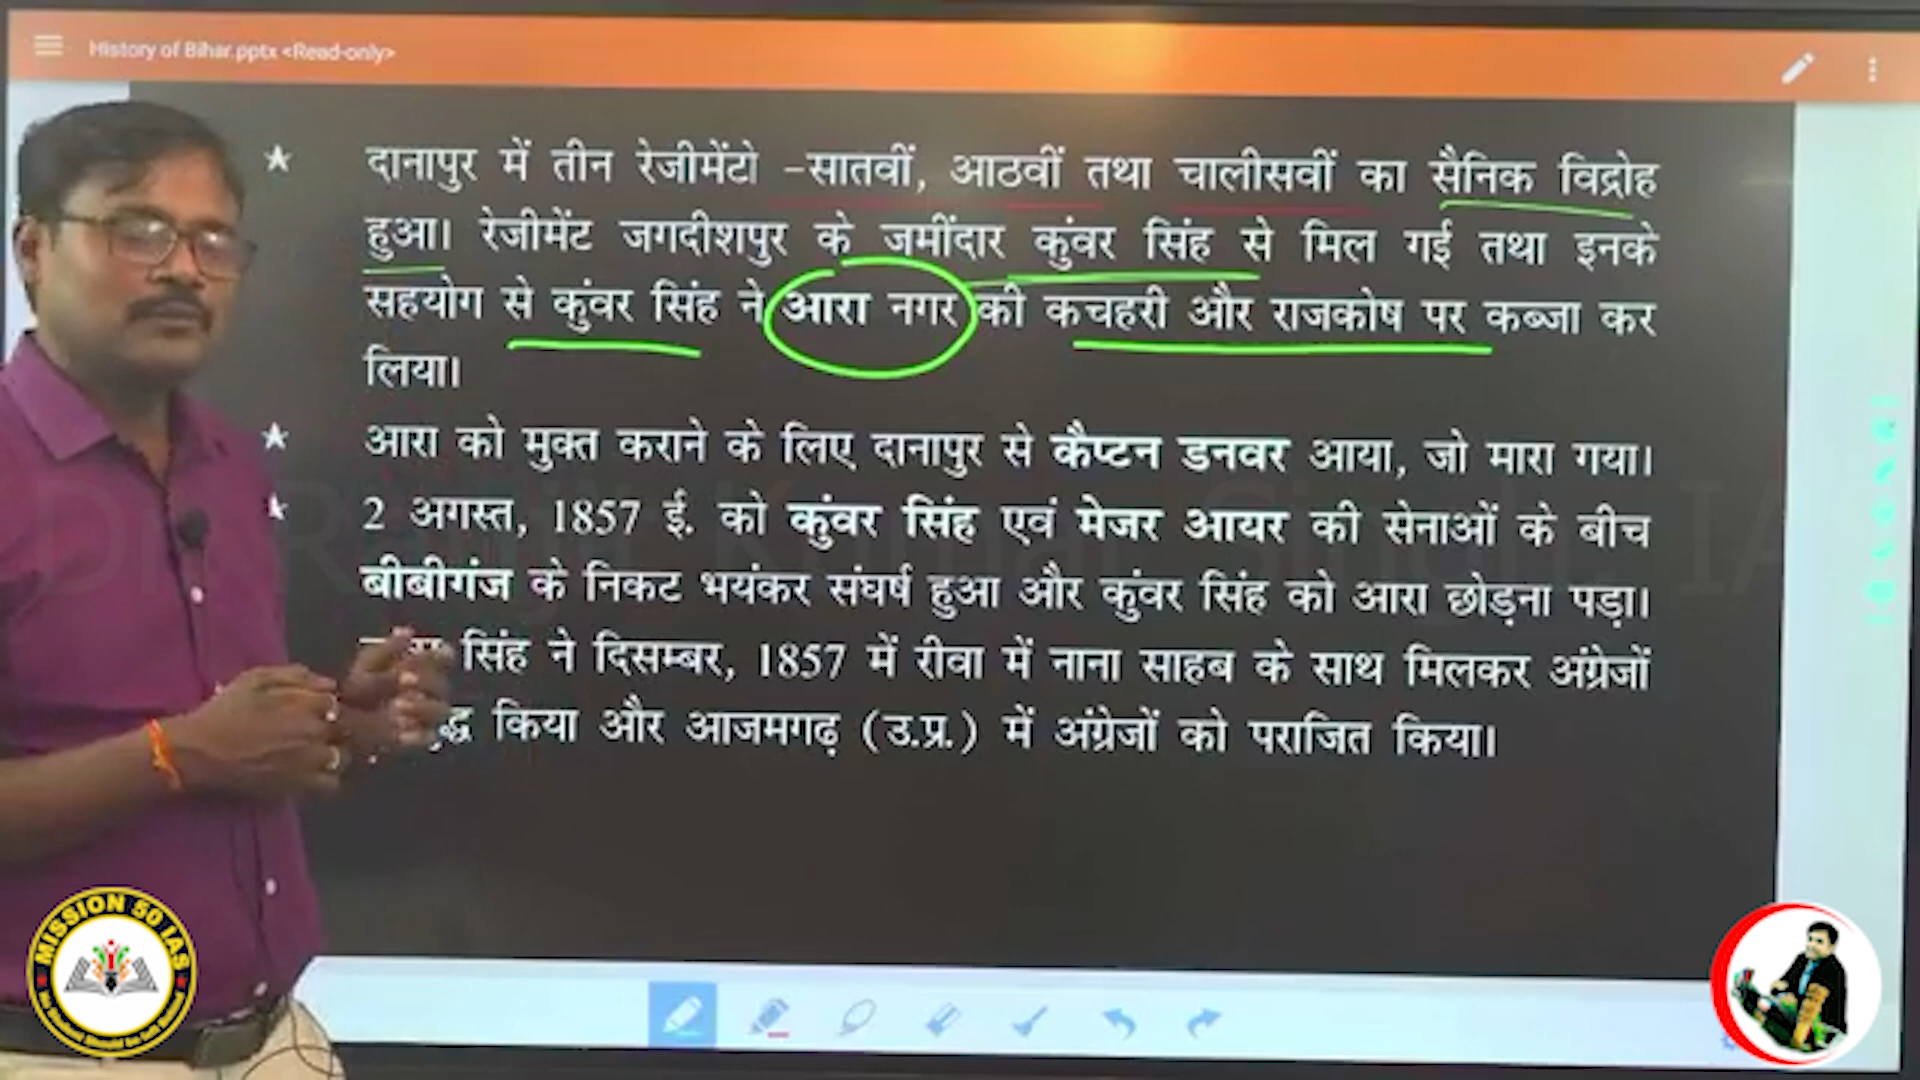 History of Bihar.pptx <Read-only>
★ दानापुर में तीन रेजीमेंटो –सातवीं, आठवीं तथा चालीसवीं का सैनिक विद्रोह
हुआ। रेजीमेंट जगदीशपुर के जमींदार कुंवर सिंह से मिल गई तथा इनके
सहयोग से कुंवर सिंह ने आरा नगर की कचहरी और राजकोष पर कब्जा कर
लिया।
★ आरा को मुक्त कराने के लिए दानापुर से कैप्टन डनवर आया, जो मारा गया।
★ 2 अगस्त, 1857 ई. को कुंवर सिंह एवं मेजर आयर की सेनाओं के बीच
बीबीगंज के निकट भयंकर संघर्ष हुआ और कुंवर सिंह को आरा छोड़ना पड़ा।
सिंह ने दिसम्बर, 1857 में रीवा में नाना साहब के साथ मिलकर अंग्रेजों
किया और आजमगढ़ (उ.प्र.) में अंग्रेजों को पराजित किया।
MISSION 50 IAS